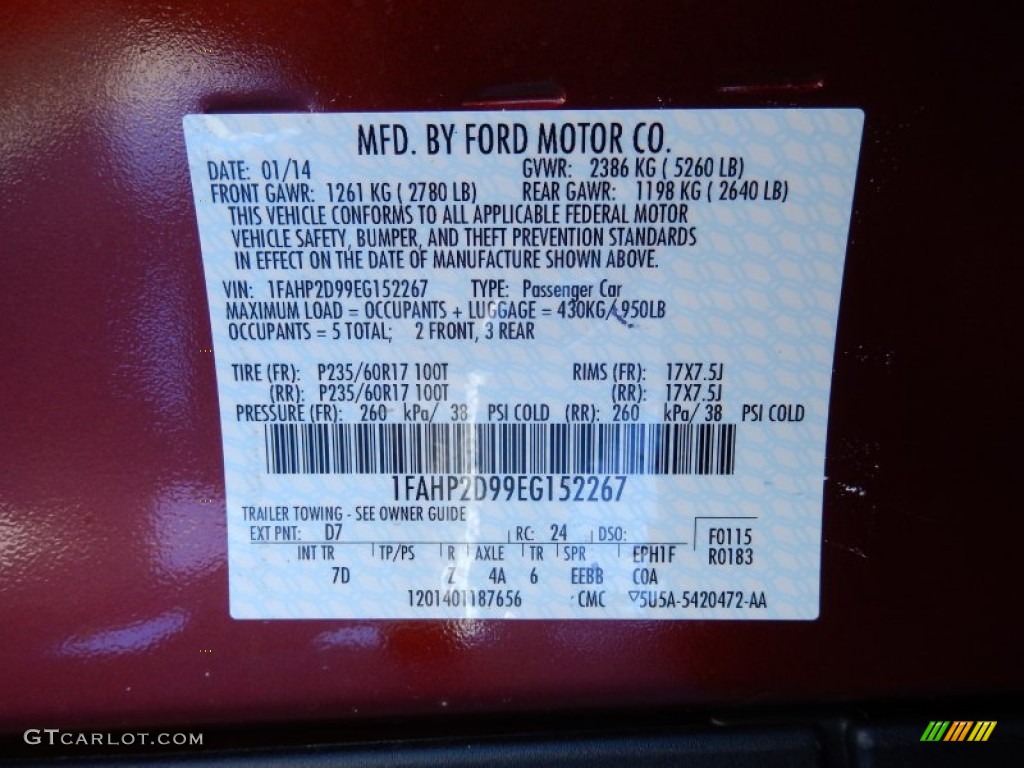 MFD. BY FORD MOTOR CO.
DATE: 01/14 GVWR: 2386 KG ( 5260 LB)
FRONT GAWR: 1261 KG ( 2780 LB) REAR GAWR: 1198 KG ( 2640 LB)
THIS VEHICLE CONFORMS TO ALL APPLICABLE FEDERAL MOTOR
VEHICLE SAFETY, BUMPER, AND THEFT PREVENTION STANDARDS
IN EFFECT ON THE DATE OF MANUFACTURE SHOWN ABOVE.
VIN: 1FAHP2D99EG152267 TYPE: Passenger Car
MAXIMUM LOAD = OCCUPANTS + LUGGAGE = 430KG/ 950LB
OCCUPANTS = 5 TOTAL; 2 FRONT, 3 REAR
TIRE (FR): P235/60R17 100T RIMS (FR): 17X7.5J
(RR): P235/60R17 100T (RR): 17X7.5J
PRESSURE (FR): 260 kPa/ 38 PSI COLD (RR): 260 kPa/ 38 PSI COLD
1FAHP2D99EG152267
TRAILER TOWING - SEE OWNER GUIDE
EXT PNT: D7 RC: 24 DSO: F0115
INT TR TP/PS R AXLE TR SPR EPH1F R0183
7D Z 4A 6 EEBB COA
1201401187656 CMC ▽5U5A-5420472-AA
GTCARLOT.COM